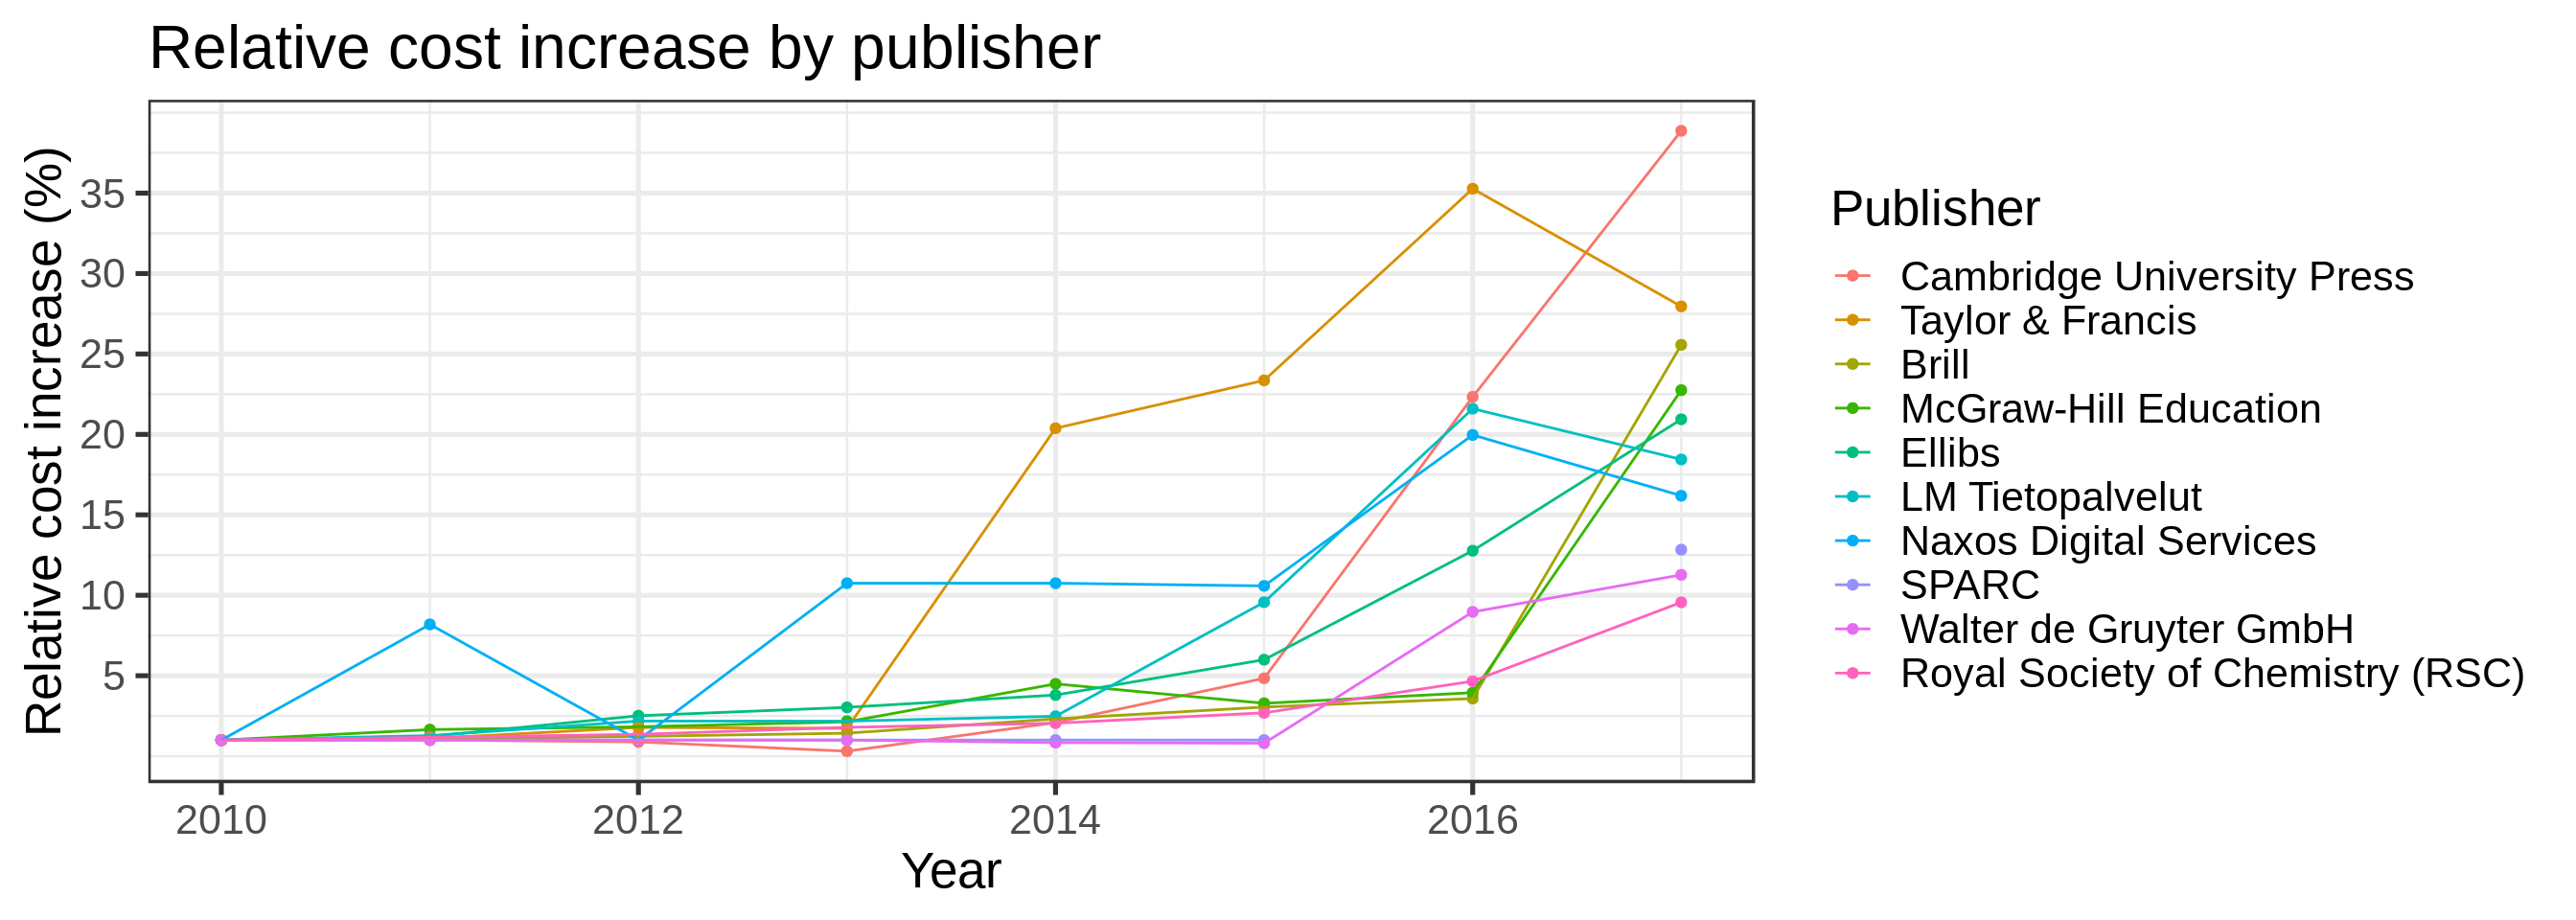 Relative cost increase by publisher
Relative cost increase (%)
35
30
25
20
15
10
5
2010
2012
2014
2016
Year
Publisher
Cambridge University Press
Taylor & Francis
Brill
McGraw-Hill Education
Ellibs
LM Tietopalvelut
Naxos Digital Services
SPARC
Walter de Gruyter GmbH
Royal Society of Chemistry (RSC)